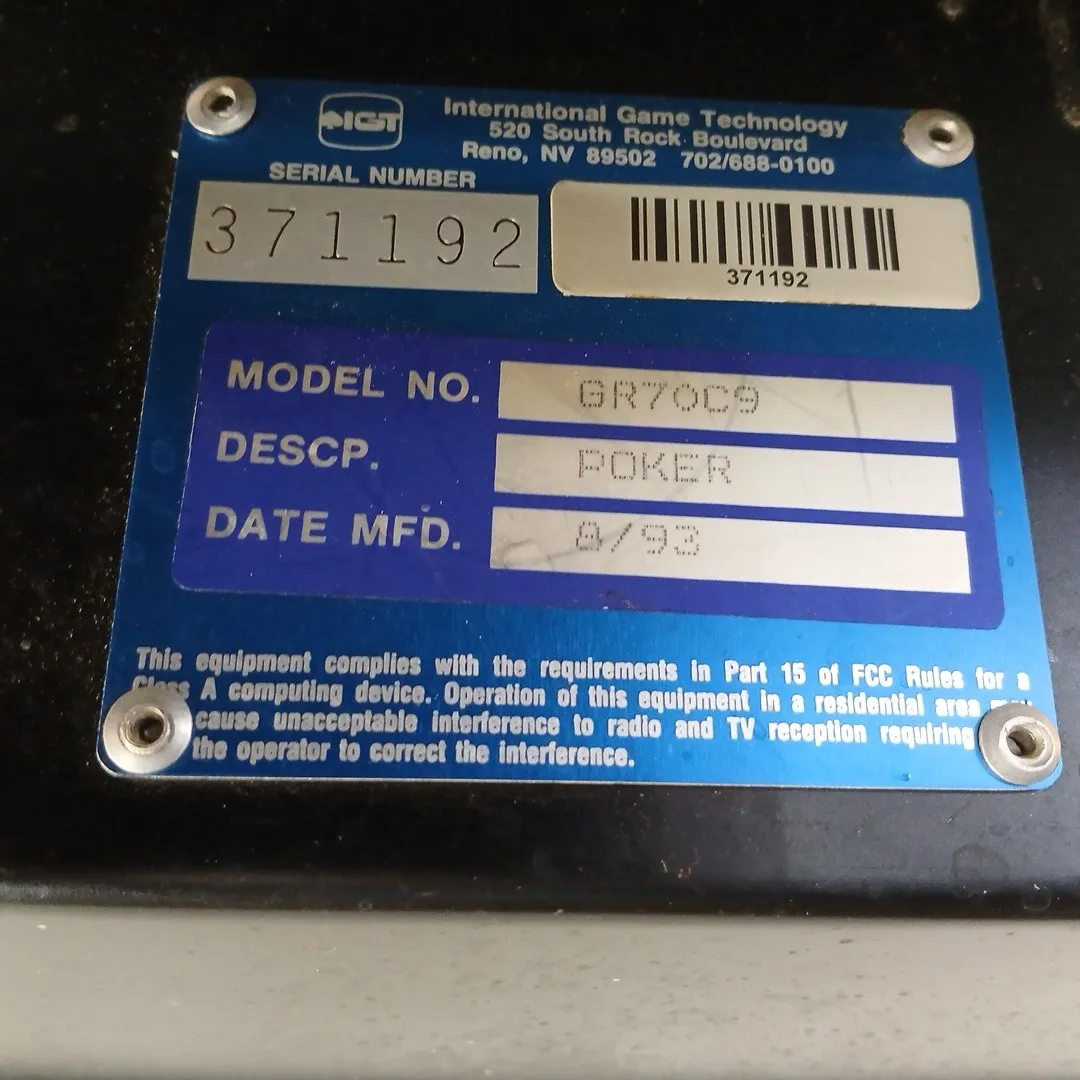 IGT
International Game Technology
520 South Rock Boulevard
Reno, NV 89502 702/688-0100
SERIAL NUMBER
371192
371192
MODEL NO. GR70C9
DESCP. POKER
DATE MFD. 8/93
This equipment complies with the requirements in Part 15 of FCC Rules for a
Class A computing device. Operation of this equipment in a residential area
cause unacceptable interference to radio and TV reception requiring
the operator to correct the interference.